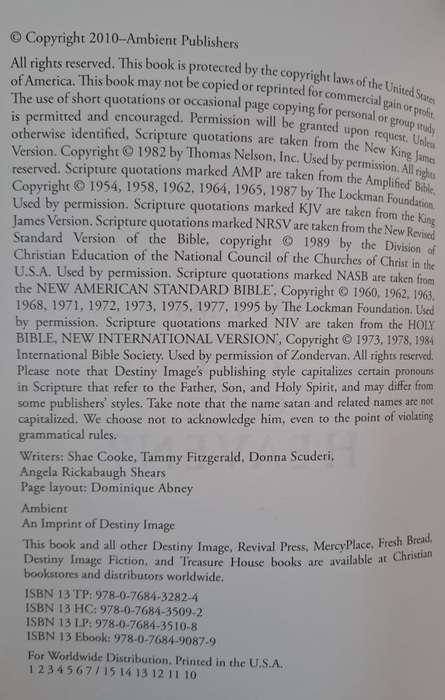 © Copyright 2010–Ambient Publishers
All rights reserved. This book is protected by the copyright laws of the United States
of America. This book may not be copied or reprinted for commercial gain or profit.
The use of short quotations or occasional page copying for personal or group study
is permitted and encouraged. Permission will be granted upon request. Unless
otherwise identified, Scripture quotations are taken from the New King James
Version. Copyright © 1982 by Thomas Nelson, Inc. Used by permission. All rights
reserved. Scripture quotations marked AMP are taken from the Amplified Bible,
Copyright © 1954, 1958, 1962, 1964, 1965, 1987 by The Lockman Foundation.
Used by permission. Scripture quotations marked KJV are taken from the King
James Version. Scripture quotations marked NRSV are taken from the New Revised
Standard Version of the Bible, copyright © 1989 by the Division of
Christian Education of the National Council of the Churches of Christ in the
U.S.A. Used by permission. Scripture quotations marked NASB are taken from
the NEW AMERICAN STANDARD BIBLE®, Copyright © 1960, 1962, 1963,
1968, 1971, 1972, 1973, 1975, 1977, 1995 by The Lockman Foundation. Used
by permission. Scripture quotations marked NIV are taken from the HOLY
BIBLE, NEW INTERNATIONAL VERSION®, Copyright © 1973, 1978, 1984
International Bible Society. Used by permission of Zondervan. All rights reserved.
Please note that Destiny Image's publishing style capitalizes certain pronouns
in Scripture that refer to the Father, Son, and Holy Spirit, and may differ from
some publishers' styles. Take note that the name satan and related names are not
capitalized. We choose not to acknowledge him, even to the point of violating
grammatical rules.
Writers: Shae Cooke, Tammy Fitzgerald, Donna Scuderi,
Angela Rickabaugh Shears
Page layout: Dominique Abney
Ambient
An Imprint of Destiny Image
This book and all other Destiny Image, Revival Press, MercyPlace, Fresh Bread,
Destiny Image Fiction, and Treasure House books are available at Christian
bookstores and distributors worldwide.
ISBN 13 TP: 978-0-7684-3282-4
ISBN 13 HC: 978-0-7684-3509-2
ISBN 13 LP: 978-0-7684-3510-8
ISBN 13 Ebook: 978-0-7684-9087-9
For Worldwide Distribution, Printed in the U.S.A.
1 2 3 4 5 6 7 / 15 14 13 12 11 10